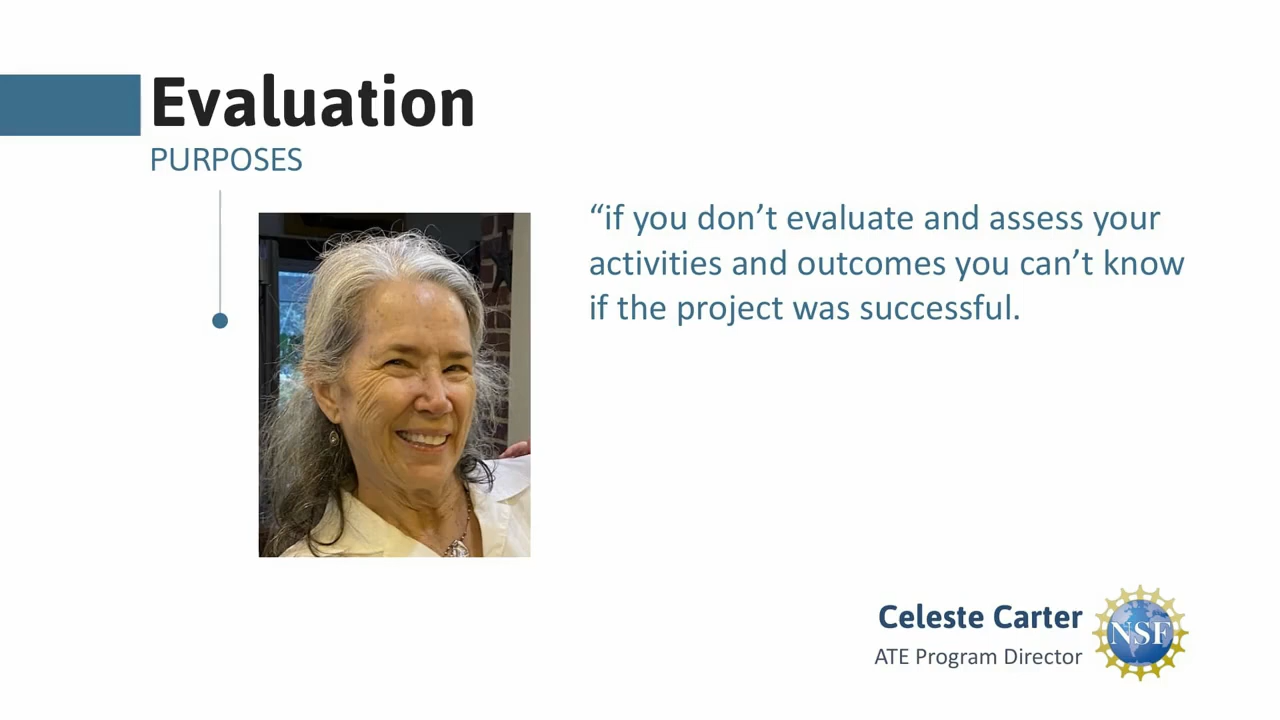 Evaluation
PURPOSES
“if you don’t evaluate and assess your
activities and outcomes you can’t know
if the project was successful.
Celeste Carter
ATE Program Director
NSF